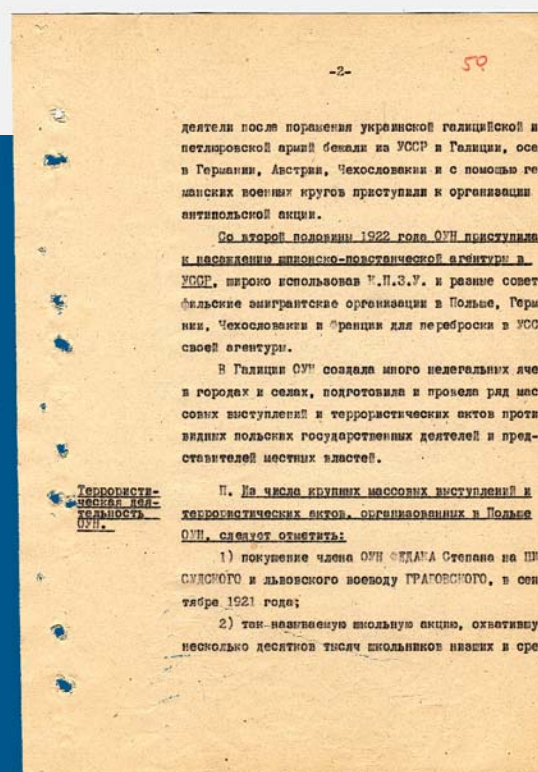 -2-
50
деятели после поражения украинской галицийской и
петлюровской армий бежали из УССР и Галиции, осе
в Германии, Австрии, Чехословакии и с помощью ге
манских военных кругов приступили к организации
антипольской акции.
Со второй половины 1922 года ОУН приступила
к насаждению шпионско-повстанческой агентуры в
УССР, широко использовав К.П.З.У. и разные совет
фильские эмигрантские организации в Польше, Герм
нии, Чехословакии и Франции для переброски в УСС
своей агентуры.
В Галиции ОУН создала много нелегальных яче
в городах и селах, подготовила и провела ряд мас
совых выступлений и террористических актов проти
видных польских государственных деятелей и пред-
ставителей местных властей.
Террористи-
ческая дея-
тельность
ОУН.
П. Из числа крупных массовых выступлений и
террористических актов, организованных в Польше
ОУН, следует отметить:
1) покушение члена ОУН ФЕДАКА Степана на ПИ
СУДСКОГО и львовского воеводу ГРАБОВСКОГО, в сен
тябре 1921 года;
2) так-называемую школьную акцию, охвативву
несколько десятков тысяч школьников низших и сре